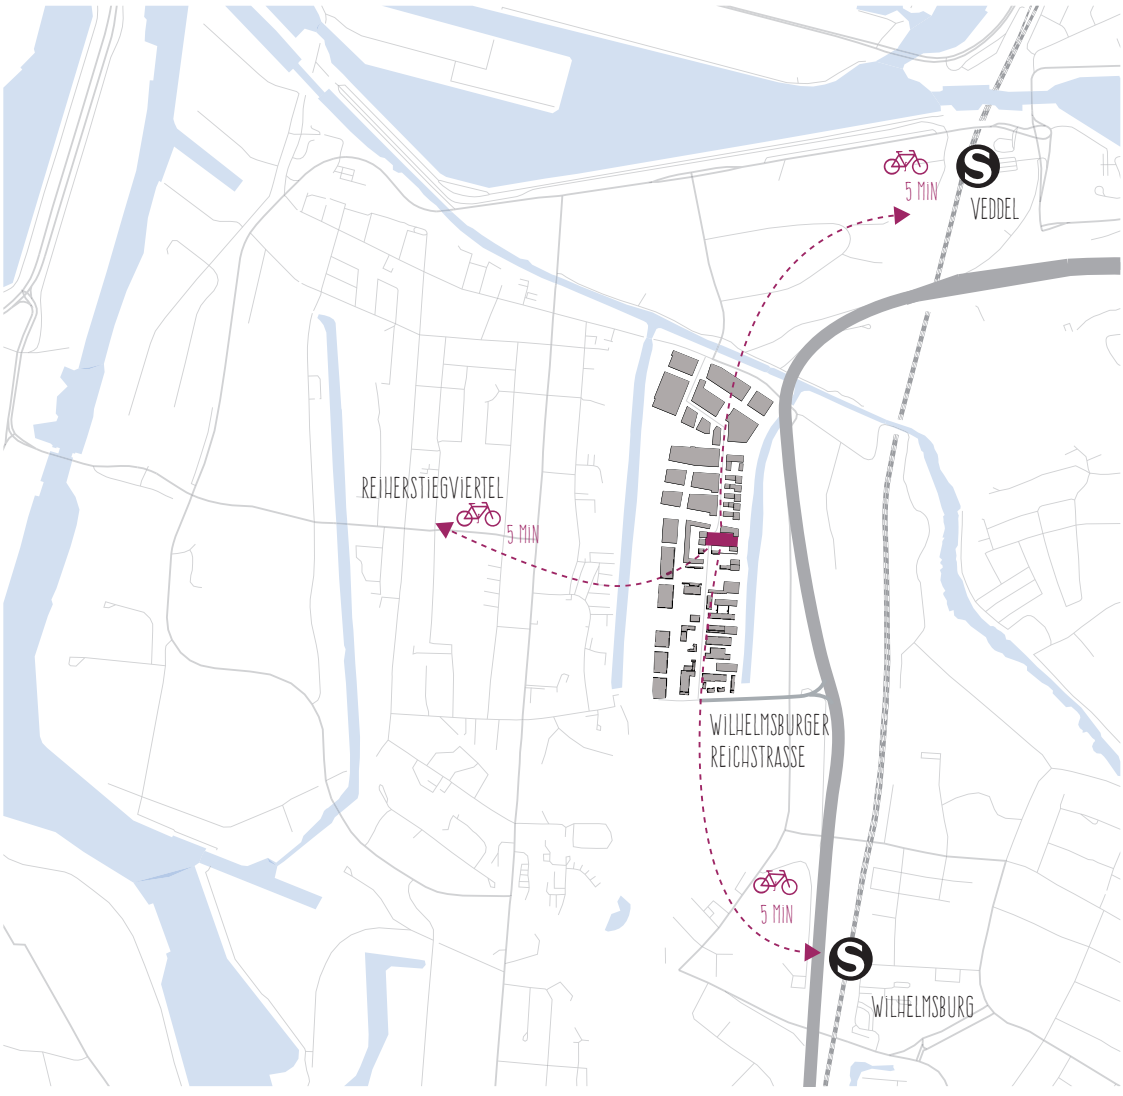 S
5 MIN
VEDDEL
REIHERSTIEGVIERTEL
5 MIN
WILHELMSBURGER
REICHSTRASSE
5 MIN
S
WILHELMSBURG